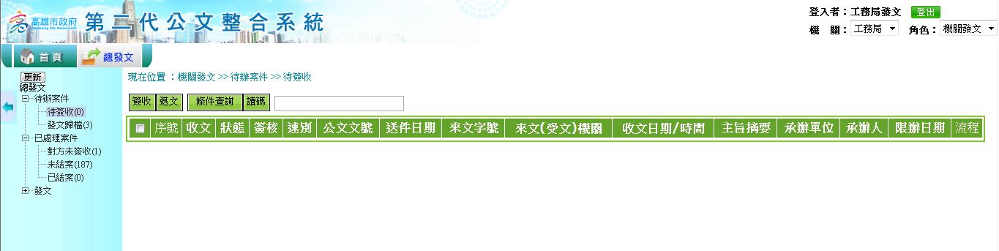 高雄市政府
Kaohsiung City Government
第二代公文整合系統
登入者：工務局發文 登出
機 關：工務局 角色：機關發文
首頁 總發文
更新
總發文
待辦案件
待簽收(0)
發文歸檔(3)
已處理案件
對方未簽收(1)
未結案(187)
已結案(0)
發文
現在位置：機關發文 >> 待辦案件 >> 待簽收
簽收 退文 條件查詢 讀碼
序號 收文 狀態 簽核 速別 公文文號 送件日期 來文字號 來文(受文)機關 收文日期/時間 主旨摘要 承辦單位 承辦人 限辦日期 流程